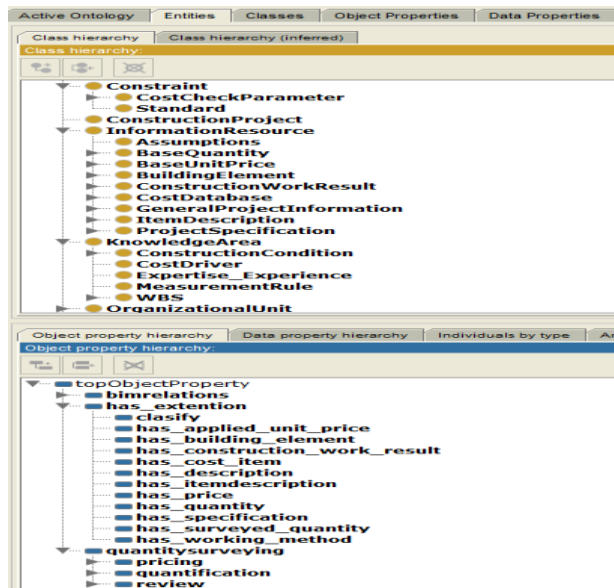 Active Ontology Entities Classes Object Properties Data Properties
Class hierarchy Class hierarchy (inferred)
Class hierarchy:
Constraint
CostCheckParameter
Standard
ConstructionProject
InformationResource
Assumptions
BaseQuantity
BaseUnitPrice
BuildingElement
ConstructionWorkResult
CostDatabase
GeneralProjectInformation
ItemDescription
ProjectSpecification
KnowledgeArea
ConstructionCondition
CostDriver
Expertise_Experience
MeasurementRule
WBS
OrganizationalUnit
Object property hierarchy Data property hierarchy Individuals by type
Object property hierarchy:
topObjectProperty
bimrelations
has_extention
clasify
has_applied_unit_price
has_building_element
has_construction_work_result
has_cost_item
has_description
has_itemdescription
has_price
has_quantity
has_specification
has_surveyed_quantity
has_working_method
quantitysurveying
pricing
quantification
review